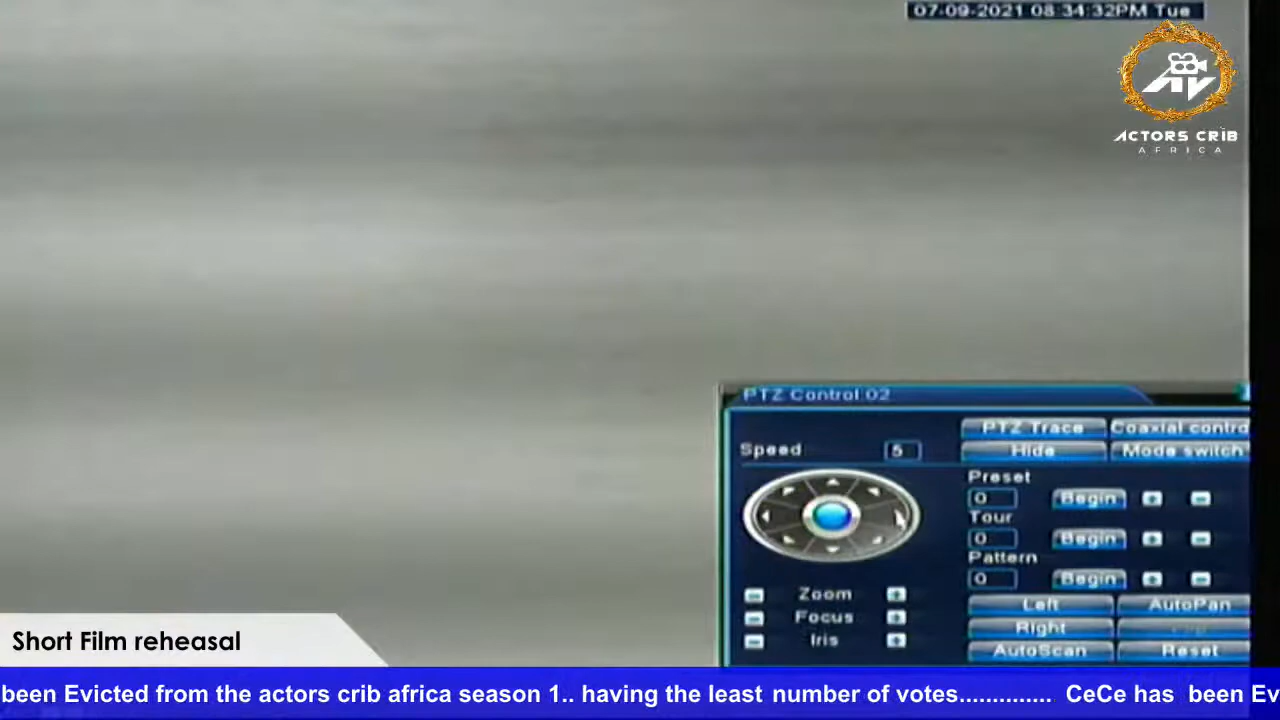 07-09-2021 08:34:32PM Tue
ACTORS CRIB
AFRICA
PTZ Control 02
PTZ Trace
Coaxial contro
Speed
5
Hide
Mode switch
Preset
0
Begin
Tour
0
Begin
Pattern
0
Begin
Zoom
Focus
Iris
Left
AutoPan
Right
AutoScan
Reset
Short Film reheasal
been Evicted from the actors crib africa season 1.. having the least number of votes.............. CeCe has been Ev